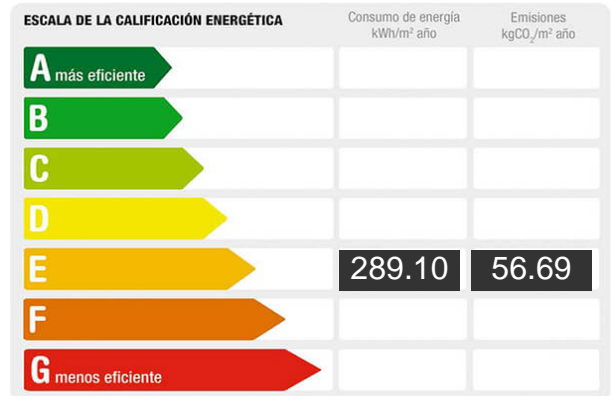 ESCALA DE LA CALIFICACIÓN ENERGÉTICA
Consumo de energía
kWh/m² año
Emisiones
kgCO₂/m² año
A más eficiente
B
C
D
E 289.10 56.69
F
G menos eficiente